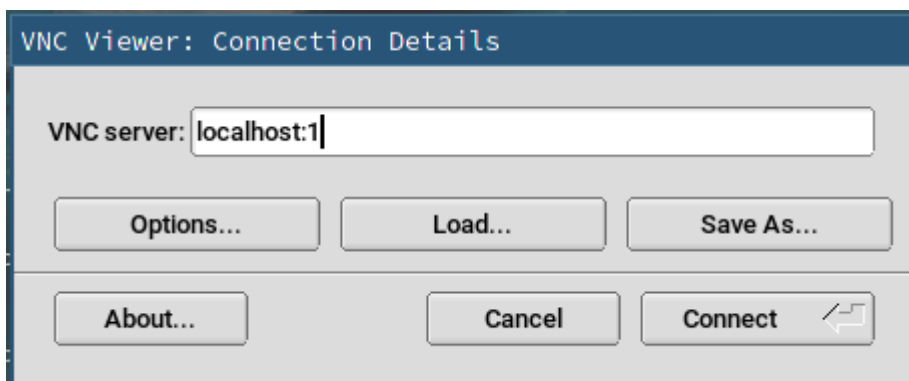 VNC Viewer: Connection Details
VNC server: localhost:1
Options... Load... Save As...
About... Cancel Connect